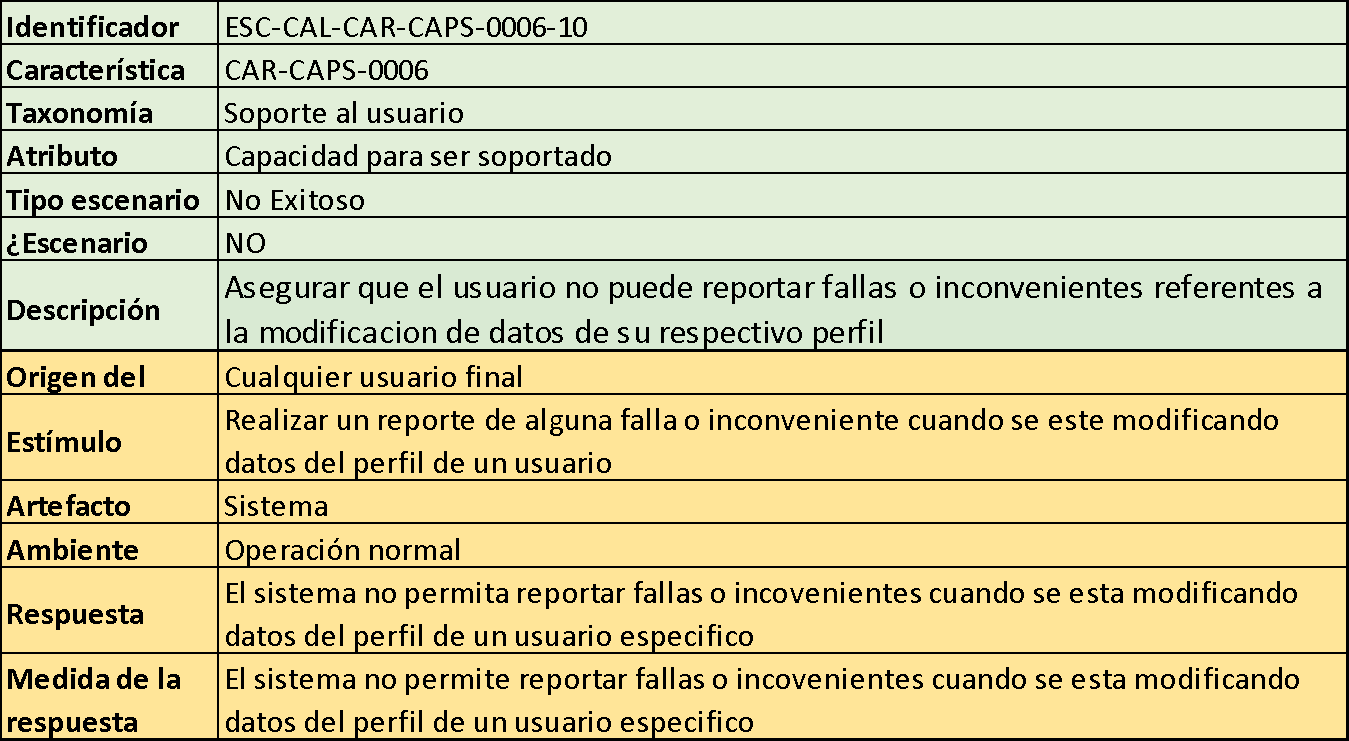 Identificador ESC-CAL-CAR-CAPS-0006-10
Característica CAR-CAPS-0006
Taxonomía Soporte al usuario
Atributo Capacidad para ser soportado
Tipo escenario No Exitoso
¿Escenario NO
Descripción Asegurar que el usuario no puede reportar fallas o inconvenientes referentes a
la modificacion de datos de su respectivo perfil
Origen del Cualquier usuario final
Estímulo Realizar un reporte de alguna falla o inconveniente cuando se este modificando
datos del perfil de un usuario
Artefacto Sistema
Ambiente Operación normal
Respuesta El sistema no permita reportar fallas o incovenientes cuando se esta modificando
datos del perfil de un usuario especifico
Medida de la El sistema no permite reportar fallas o incovenientes cuando se esta modificando
respuesta datos del perfil de un usuario especifico